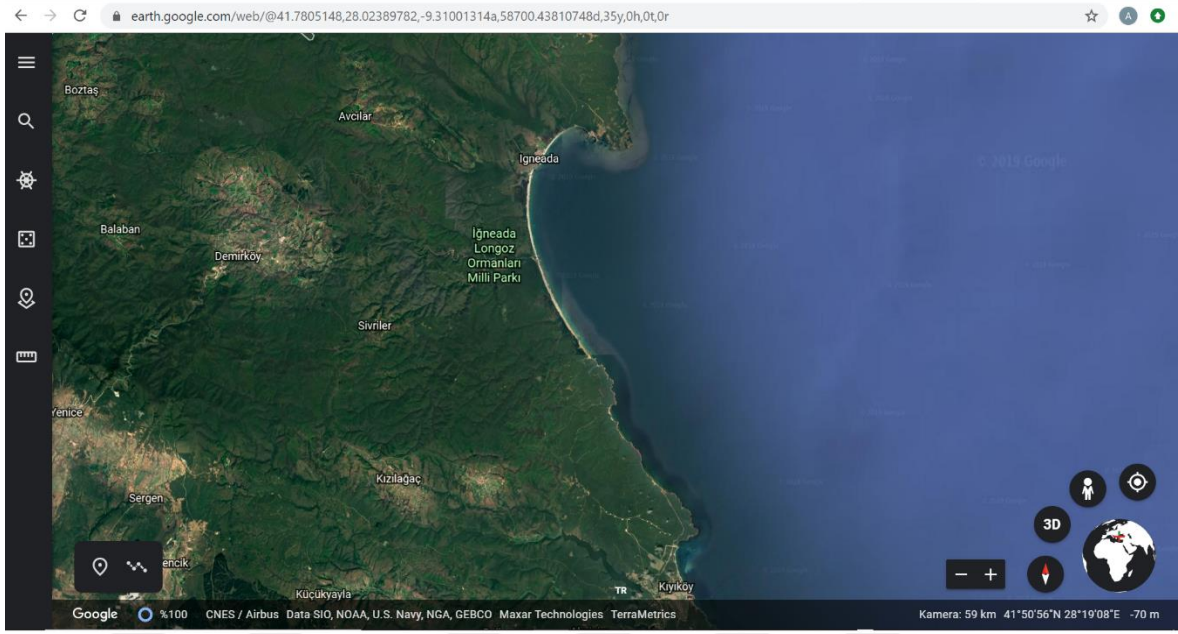 earth.google.com/web/@41.7805148,28.02389782,-9.31001314a,58700.43810748d,35y,0h,0t,0r
A
© 2019 Google
Boztaş
Avcılar
Igneada
Balaban
Demirköy
İğneada
Longoz
Ormanları
Milli Parkı
Sivriler
Yenice
Kızılağaç
Sergen
3D
encik
Küçükyayla
TR
Kıyıköy
Google %100 CNES / Airbus Data SIO, NOAA, U.S. Navy, NGA, GEBCO Maxar Technologies TerraMetrics Kamera: 59 km 41°50'56"N 28°19'08"E -70 m